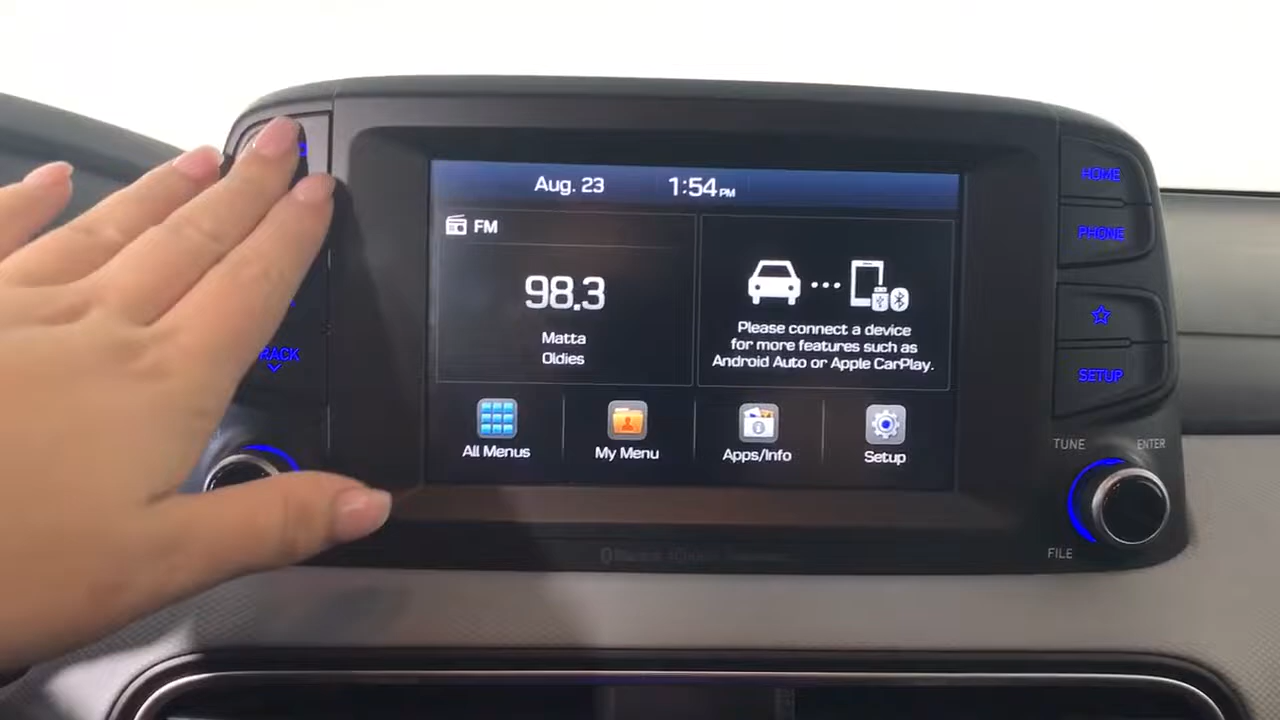 Aug. 23
1:54 PM
FM
98.3
Matta
Oldies
Please connect a device
for more features such as
Android Auto or Apple CarPlay.
All Menus
My Menu
Apps/Info
Setup
HOME
PHONE
SETUP
TUNE
ENTER
FILE
RACK